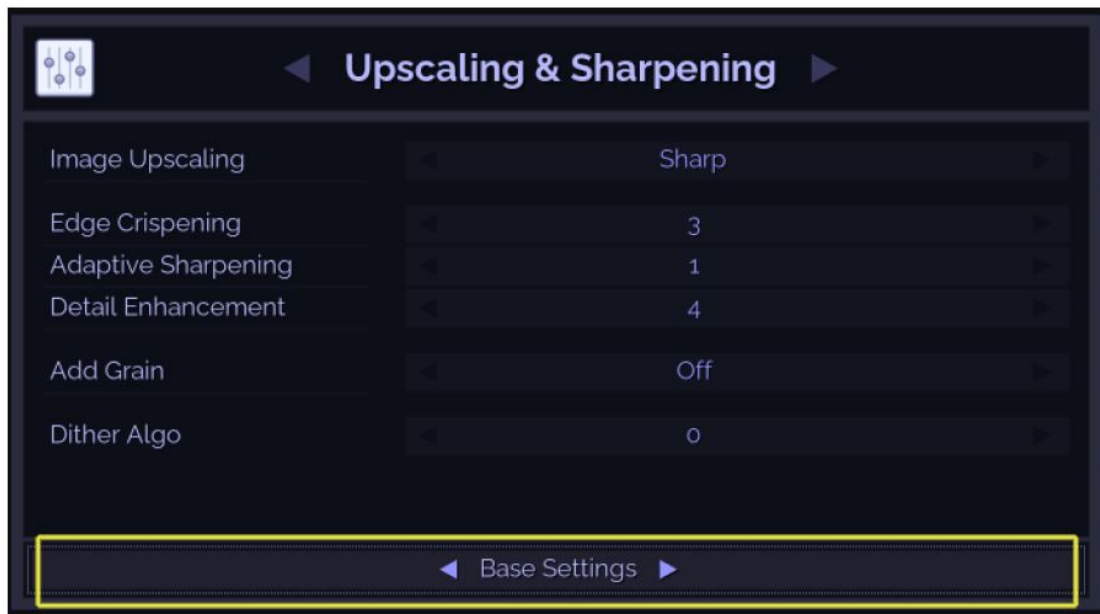 Upscaling & Sharpening
Image Upscaling Sharp
Edge Crispening 3
Adaptive Sharpening 1
Detail Enhancement 4
Add Grain Off
Dither Algo 0
Base Settings